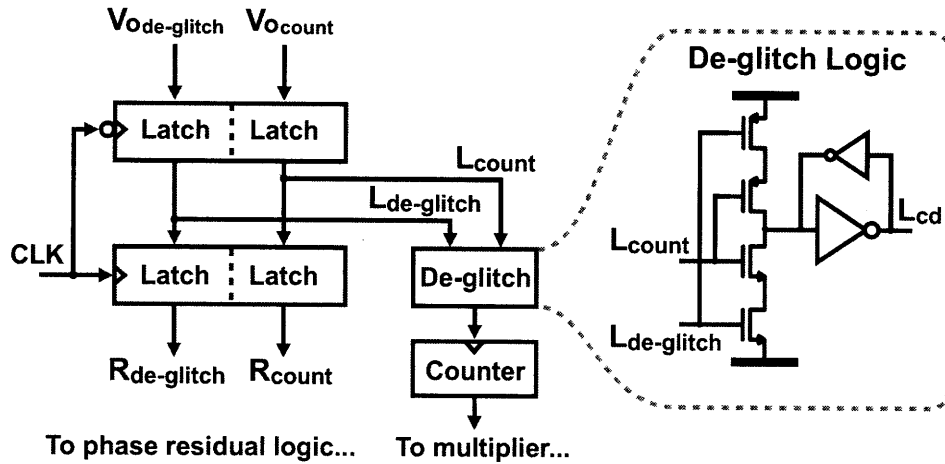 Vode-glitch Vocount
De-glitch Logic
Latch Latch
Lcount
Lde-glitch
Lcd
CLK
Lcount
Latch Latch
De-glitch
Lde-glitch
Rde-glitch Rcount
Counter
To phase residual logic... To multiplier...